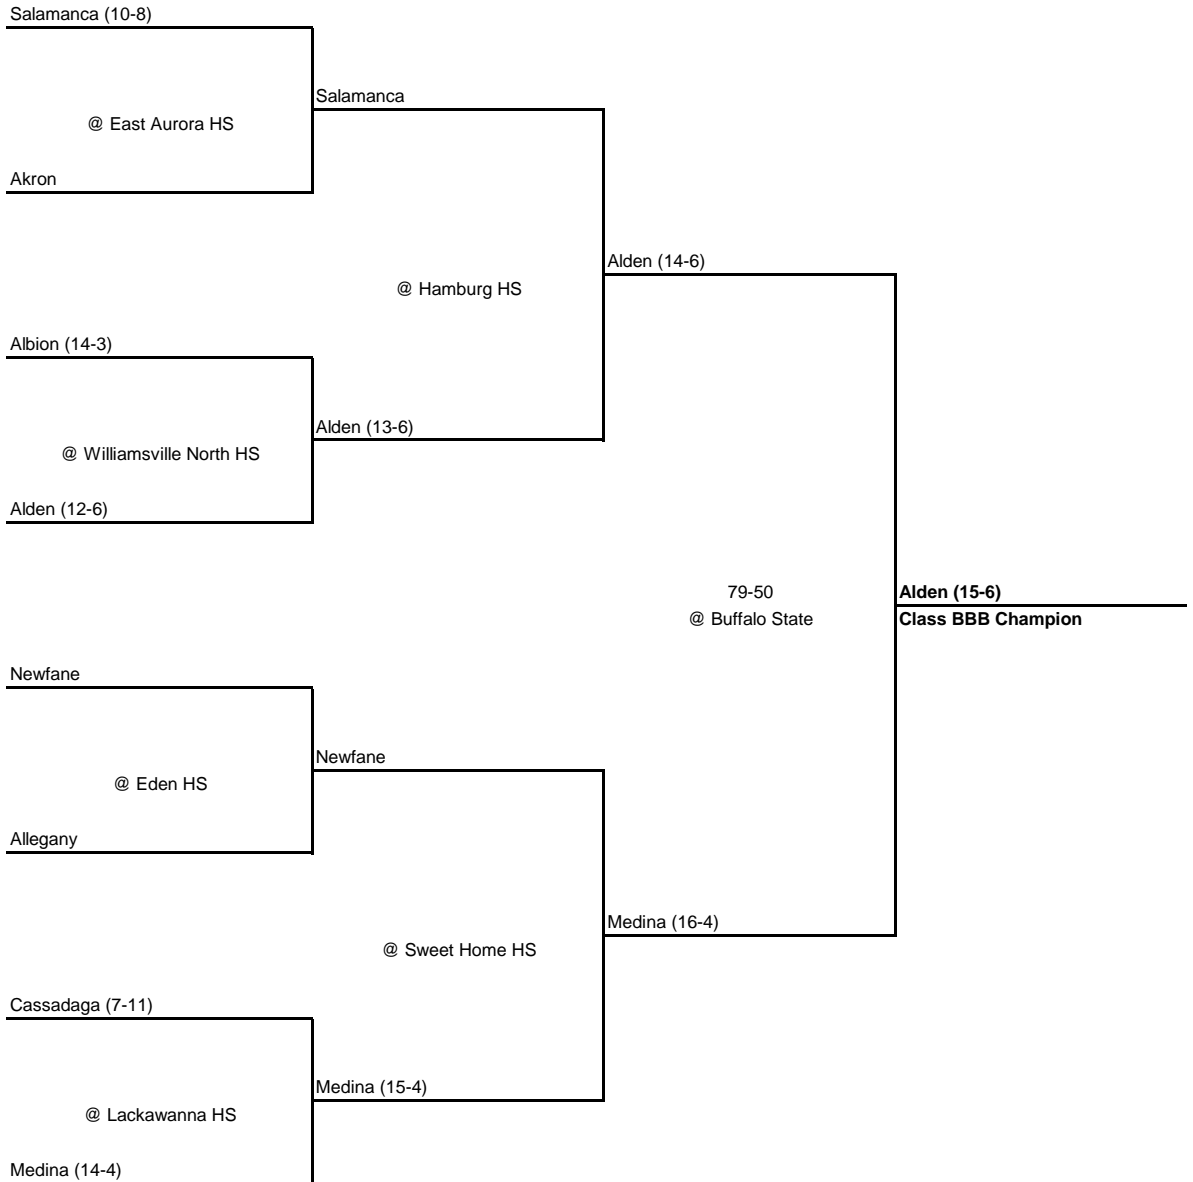 Salamanca (10-8)
Salamanca
@ East Aurora HS
Akron
Alden (14-6)
@ Hamburg HS
Albion (14-3)
Alden (13-6)
@ Williamsville North HS
Alden (12-6)
79-50
Alden (15-6)
@ Buffalo State
Class BBB Champion
Newfane
Newfane
@ Eden HS
Allegany
Medina (16-4)
@ Sweet Home HS
Cassadaga (7-11)
Medina (15-4)
@ Lackawanna HS
Medina (14-4)